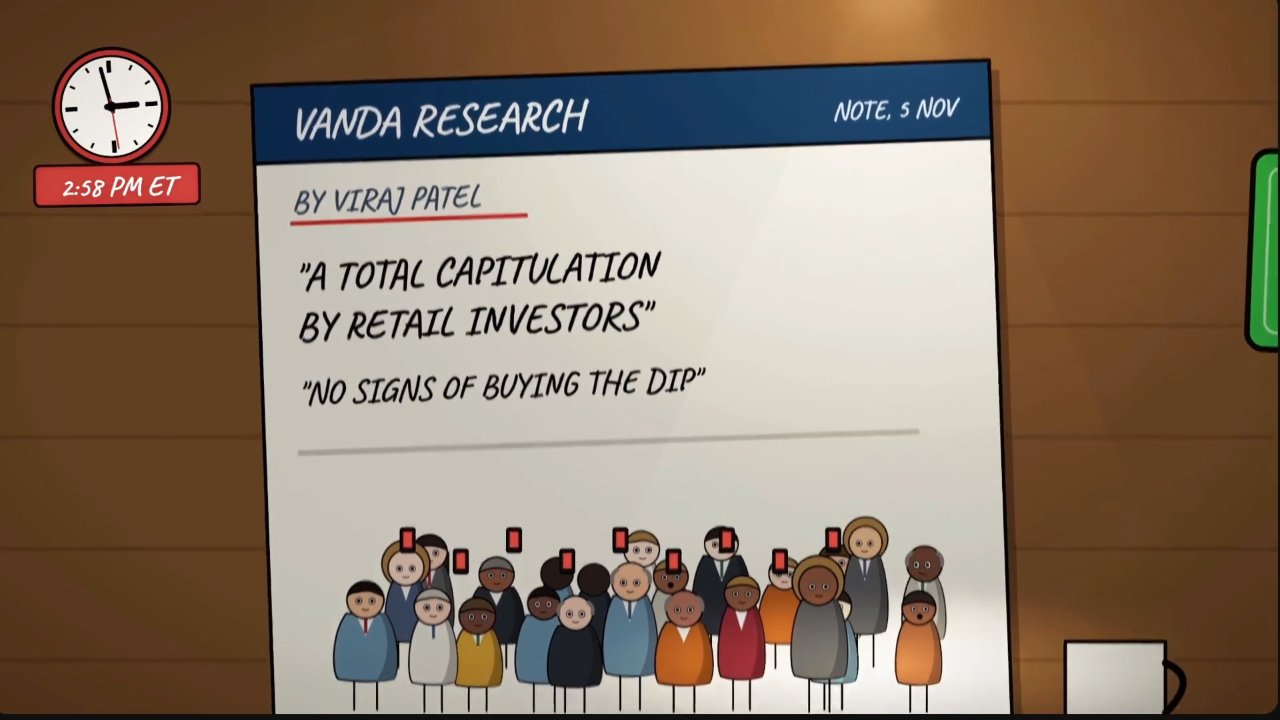 2:58 PM ET
VANDA RESEARCH
NOTE, 5 NOV
BY VIRAJ PATEL
"A TOTAL CAPITULATION
BY RETAIL INVESTORS"
"NO SIGNS OF BUYING THE DIP"